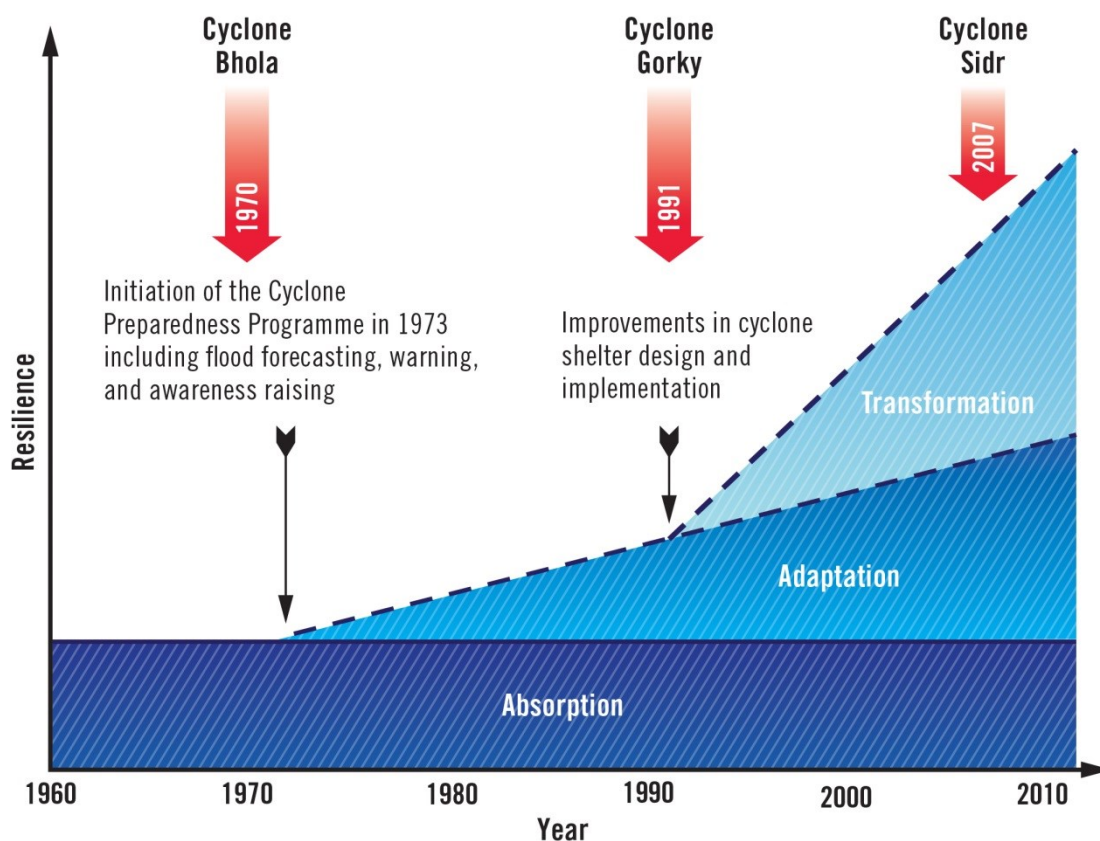 Cyclone
Bhola
Cyclone
Gorky
Cyclone
Sidr
1970
1991
2007
Initiation of the Cyclone
Preparedness Programme in 1973
including flood forecasting, warning,
and awareness raising
Improvements in cyclone
shelter design and
implementation
Resilience
Transformation
Adaptation
Absorption
1960
1970
1980
1990
2000
2010
Year